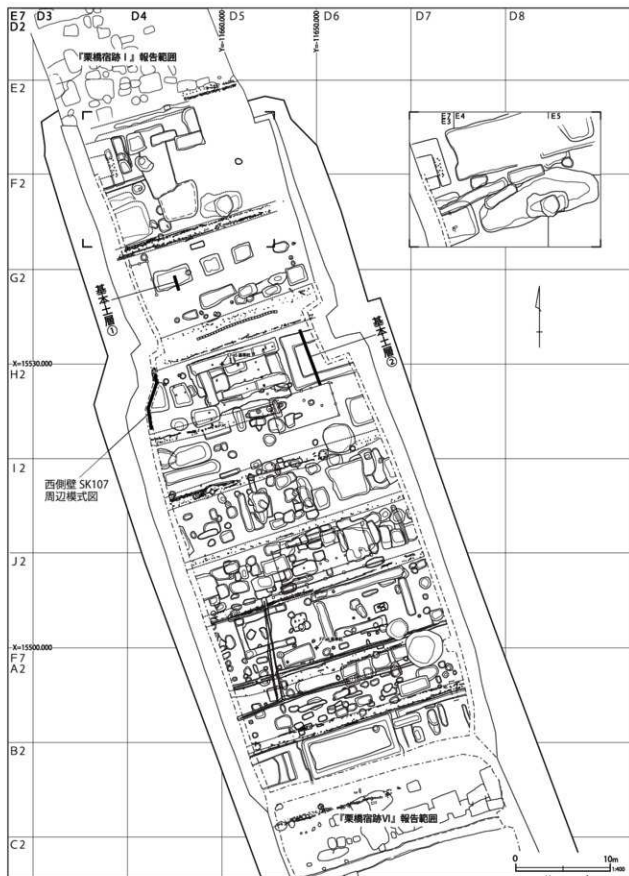 E7 D3 D4 D5 D6 D7 D8
D2
Y=-11660.000
Y=-11650.000
『栗橋宿跡Ⅰ』報告範囲
E2
E7 E4 E5
E3
F2
G2
基本土層①
基本土層②
X=15530.000
H2
I2
西側壁 SK107
周辺模式図
J2
X=15500.000
F7
A2
B2
『栗橋宿跡Ⅵ』報告範囲
C2
0 10m
1:400